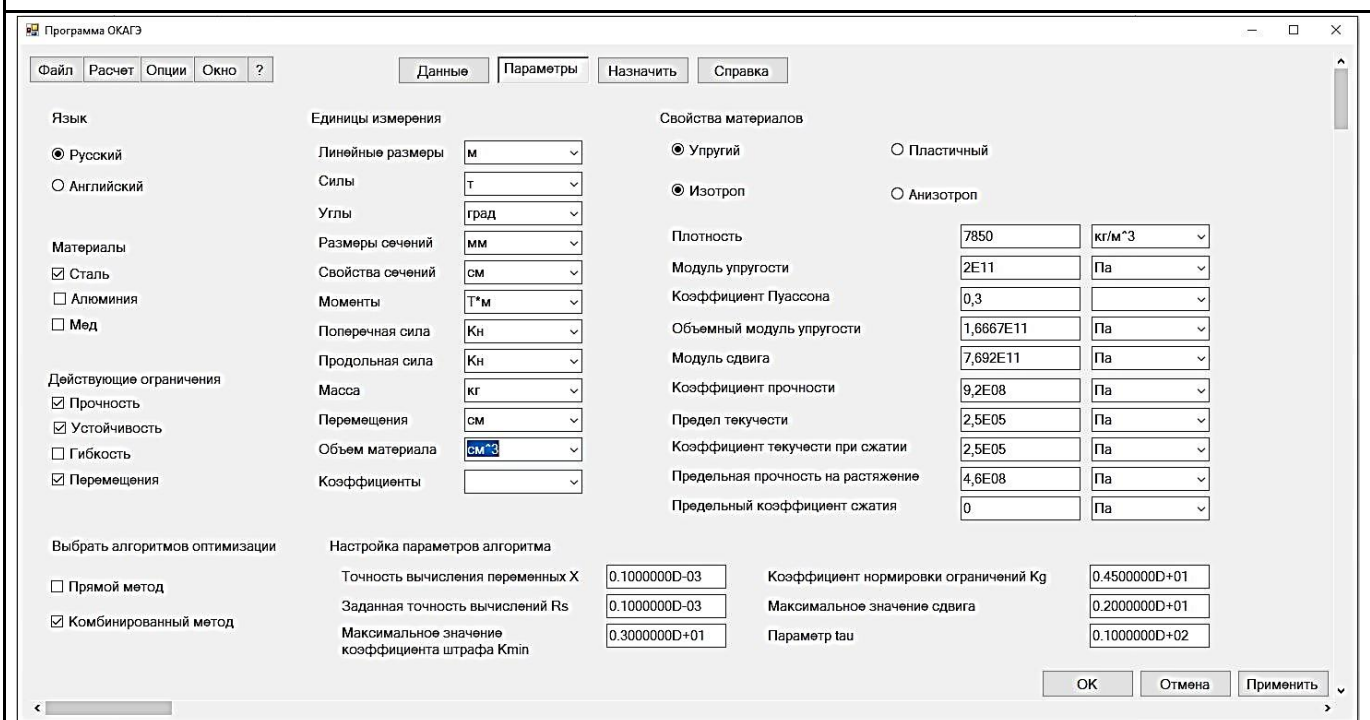 Программа ОКАГЭ
Файл Расчет Опции Окно ? Данные Параметры Назначить Справка
Язык Единицы измерения Свойства материалов
Русский Линейные размеры м Упругий Пластичный
Английский Силы т Изотроп Анизотроп
Углы град
Материалы Размеры сечений мм Плотность 7850 кг/м^3
Сталь Свойства сечений см Модуль упругости 2E11 Па
Алюминия Моменты Т*м Коэффициент Пуассона 0,3
Мед Поперечная сила Кн Объемный модуль упругости 1,6667E11 Па
Продольная сила Кн Модуль сдвига 7,692E11 Па
Действующие ограничения Масса кг Коэффициент прочности 9,2E08 Па
Прочность Перемещения см Предел текучести 2,5E05 Па
Устойчивость Объем материала см^3 Коэффициент текучести при сжатии 2,5E05 Па
Гибкость Коэффициенты Предельная прочность на растяжение 4,6E08 Па
Перемещения Предельный коэффициент сжатия 0 Па
Выбрать алгоритмов оптимизации Настройка параметров алгоритма
Прямой метод Точность вычисления переменных X 0.1000000D-03 Коэффициент нормировки ограничений Kg 0.4500000D+01
Комбинированный метод Заданная точность вычислений Rs 0.1000000D-03 Максимальное значение сдвига 0.2000000D+01
Максимальное значение
коэффициента штрафа Kmin 0.3000000D+01 Параметр tau 0.1000000D+02
OK Отмена Применить